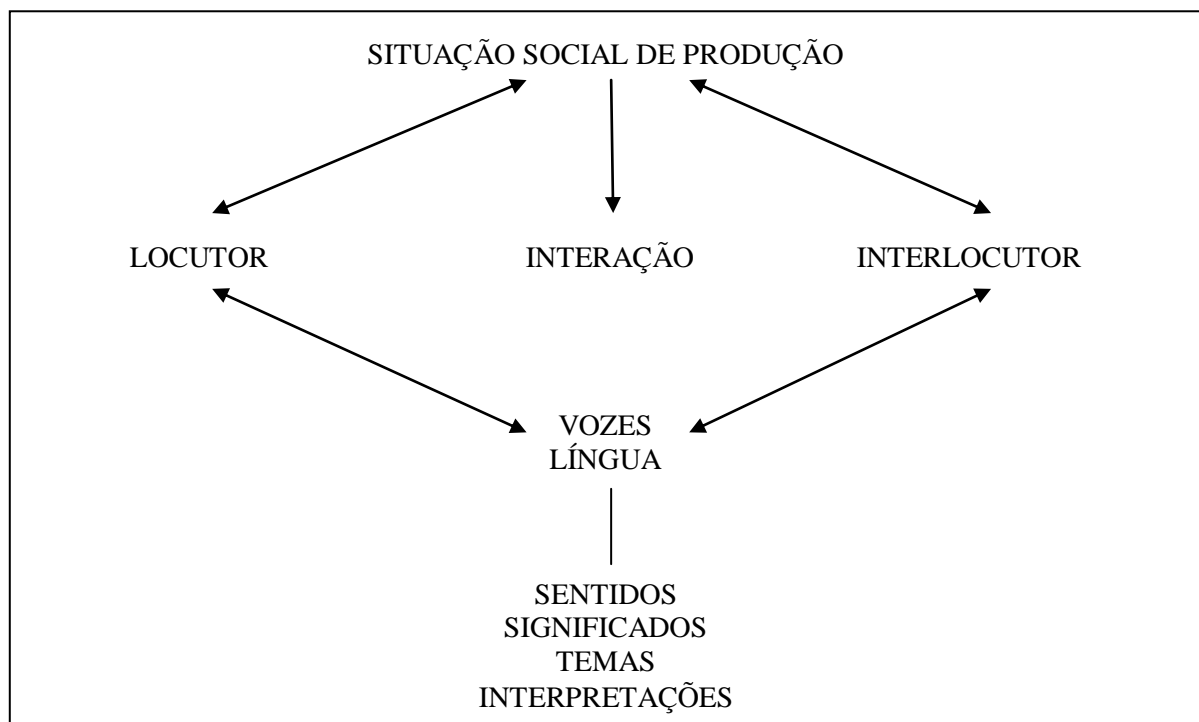 SITUAÇÃO SOCIAL DE PRODUÇÃO
LOCUTOR
INTERAÇÃO
INTERLOCUTOR
VOZES
LÍNGUA
SENTIDOS
SIGNIFICADOS
TEMAS
INTERPRETAÇÕES